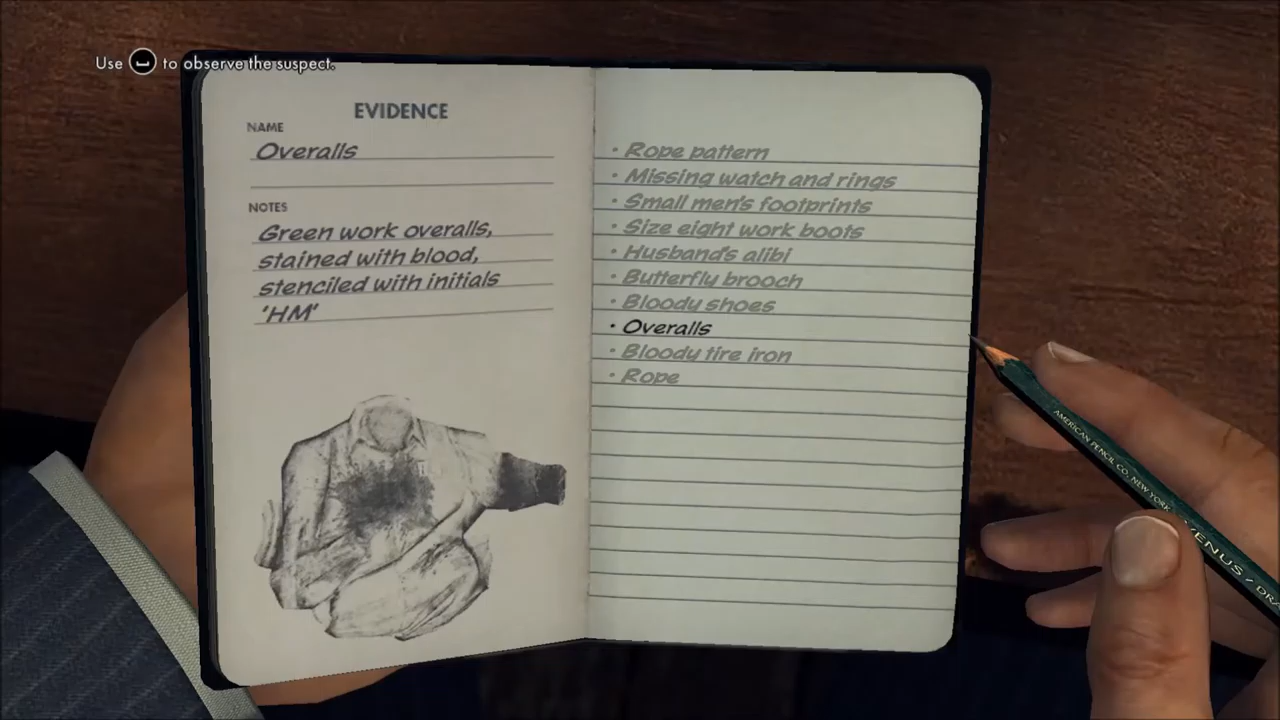 Use to observe the suspect.
EVIDENCE
NAME
Overalls
NOTES
Green work overalls,
stained with blood,
stenciled with initials
'HM'
· Rope pattern
· Missing watch and rings
· Small men's footprints
· Size eight work boots
· Husband's alibi
· Butterfly brooch
· Bloody shoes
· Overalls
· Bloody tire iron
· Rope
AMERICAN PENCIL CO. NEW YORK
VENUS / DRA